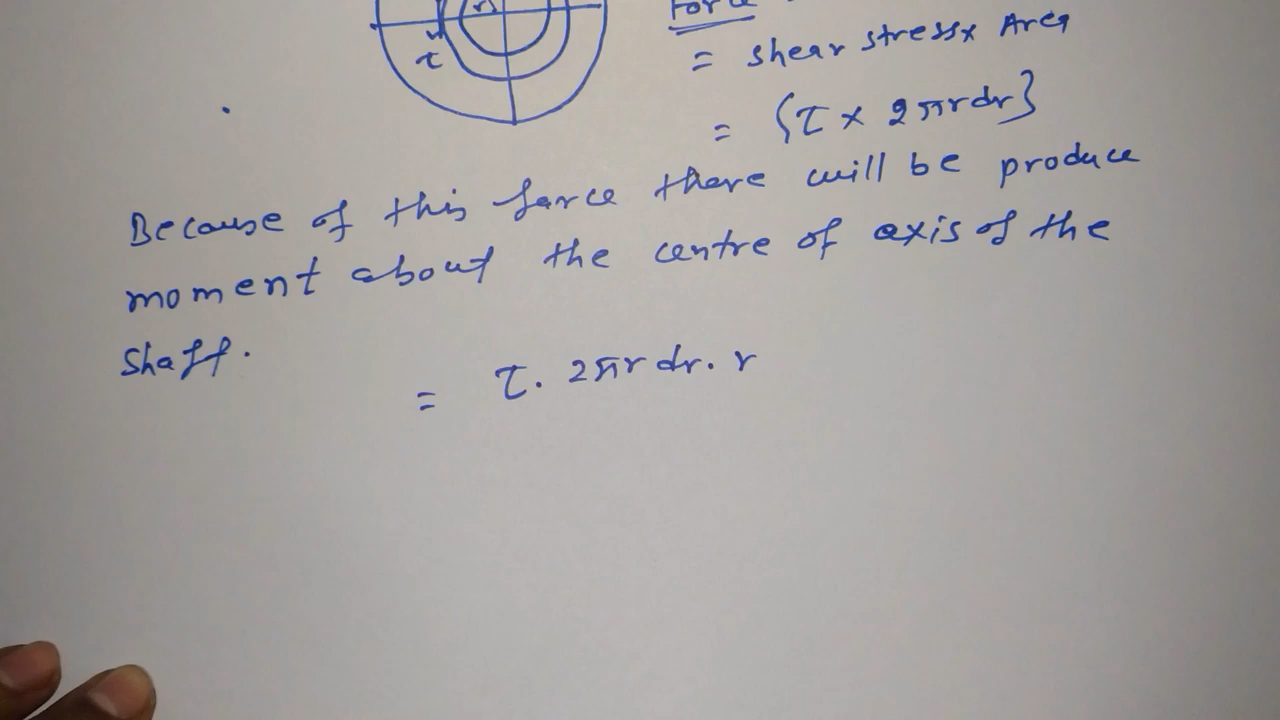 r
τ
Force
= shear stress x Area
= {τ x 2πrdr}
Because of this force there will be produce
moment about the centre of axis of the
Shaft.
= τ. 2πr dr. r